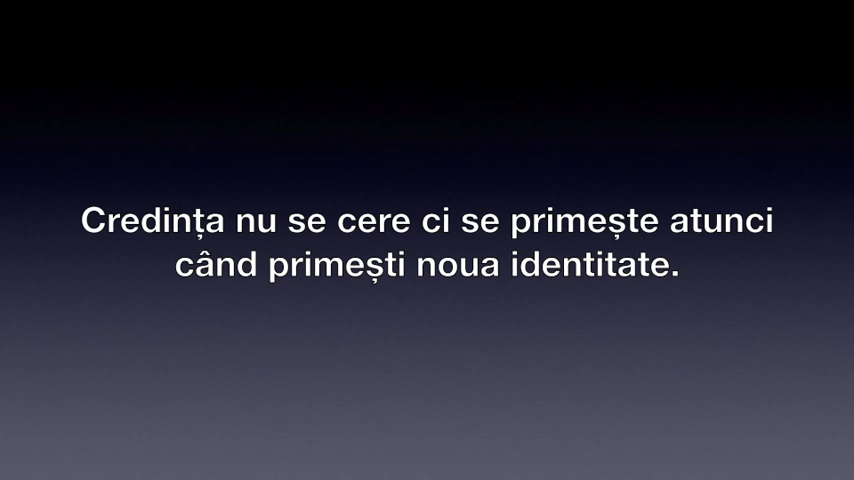 Credința nu se cere ci se primește atunci
când primești noua identitate.